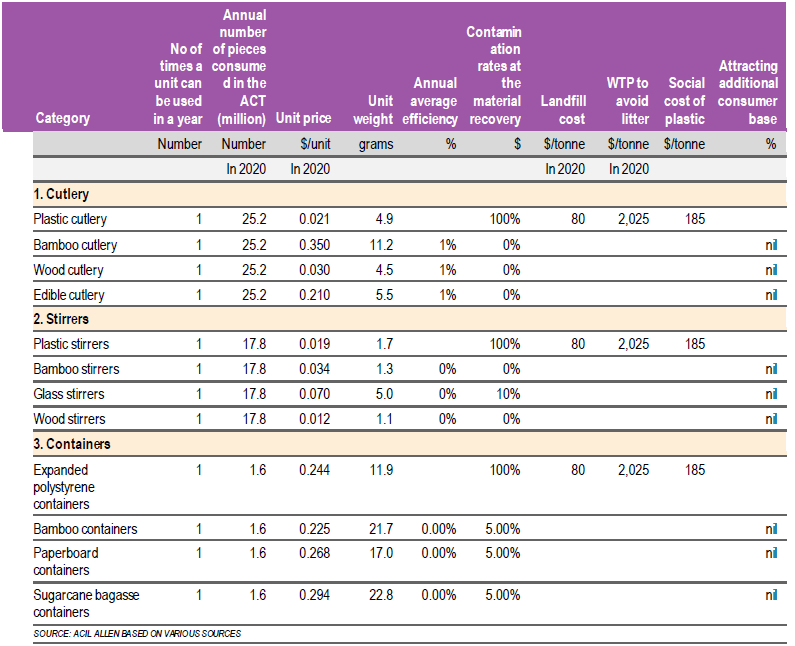 Category
No of
times a
unit can
be used
in a year
Annual
number
of pieces
consume
d in the
ACT
(million)
Unit price
Unit
weight
Annual
average
efficiency
Contamin
ation
rates at
the
material
recovery
Landfill
cost
WTP to
avoid
litter
Social
cost of
plastic
Attracting
additional
consumer
base
Number Number $/unit grams % $ $/tonne $/tonne $/tonne %
In 2020 In 2020 In 2020 In 2020
1. Cutlery
Plastic cutlery 1 25.2 0.021 4.9 100% 80 2,025 185
Bamboo cutlery 1 25.2 0.350 11.2 1% 0% nil
Wood cutlery 1 25.2 0.030 4.5 1% 0% nil
Edible cutlery 1 25.2 0.210 5.5 1% 0% nil
2. Stirrers
Plastic stirrers 1 17.8 0.019 1.7 100% 80 2,025 185
Bamboo stirrers 1 17.8 0.034 1.3 0% 0% nil
Glass stirrers 1 17.8 0.070 5.0 0% 10% nil
Wood stirrers 1 17.8 0.012 1.1 0% 0% nil
3. Containers
Expanded 1 1.6 0.244 11.9 100% 80 2,025 185
polystyrene
containers
Bamboo containers 1 1.6 0.225 21.7 0.00% 5.00% nil
Paperboard 1 1.6 0.268 17.0 0.00% 5.00% nil
containers
Sugarcane bagasse 1 1.6 0.294 22.8 0.00% 5.00% nil
containers
SOURCE: ACIL ALLEN BASED ON VARIOUS SOURCES